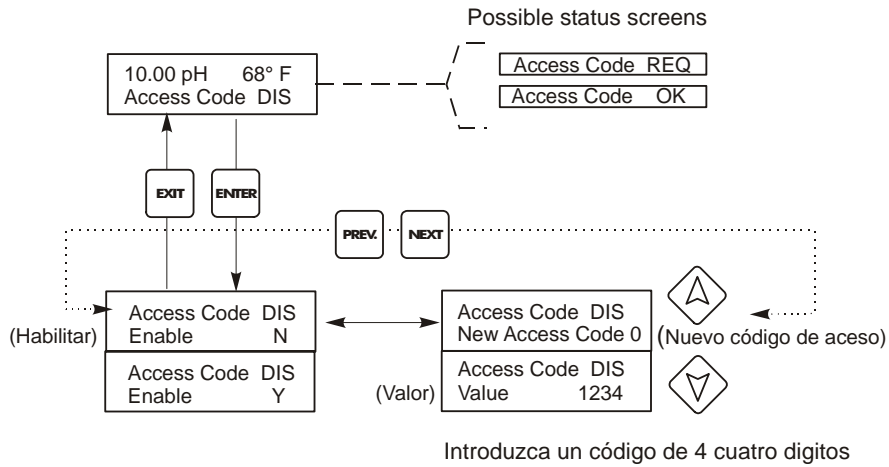 Possible status screens
10.00 pH 68° F
Access Code DIS
Access Code REQ
Access Code OK
EXIT
ENTER
PREV.
NEXT
(Habilitar)
Access Code DIS
Enable N
Access Code DIS
Enable Y
Access Code DIS
New Access Code 0
(Nuevo código de aceso)
(Valor)
Access Code DIS
Value 1234
Introduzca un código de 4 cuatro digitos